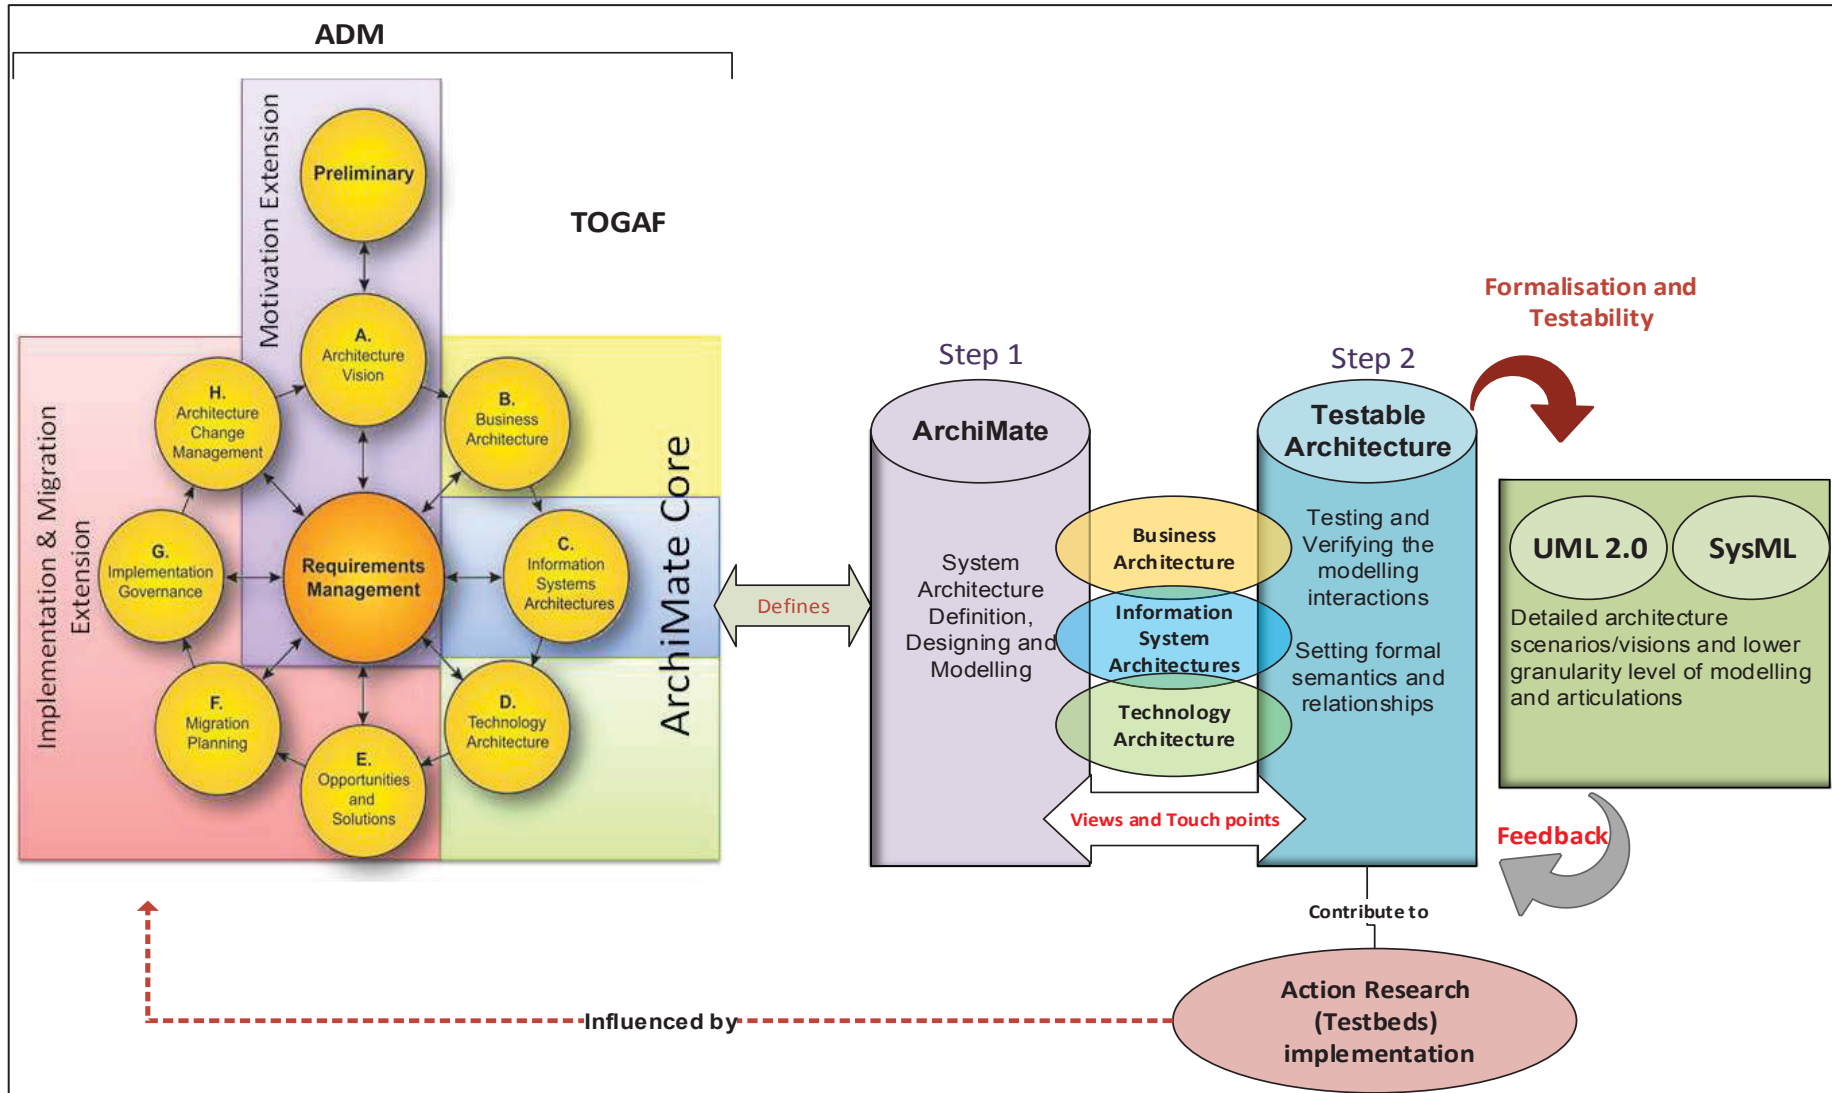 ADM
Motivation Extension
Preliminary
TOGAF
A.
Architecture
Vision
H.
Architecture
Change
Management
B.
Business
Architecture
Implementation & Migration
Extension
G.
Implementation
Governance
Requirements
Management
C.
Information
Systems
Architectures
ArchiMate Core
F.
Migration
Planning
D.
Technology
Architecture
E.
Opportunities
and
Solutions
Defines
Step 1
ArchiMate
System
Architecture
Definition,
Designing and
Modelling
Business
Architecture
Information
System
Architectures
Technology
Architecture
Views and Touch points
Step 2
Testable
Architecture
Testing and
Verifying the
modelling
interactions
Setting formal
semantics and
relationships
Formalisation and
Testability
UML 2.0
SysML
Detailed architecture
scenarios/visions and lower
granularity level of modelling
and articulations
Feedback
Contribute to
Action Research
(Testbeds)
implementation
Influenced by